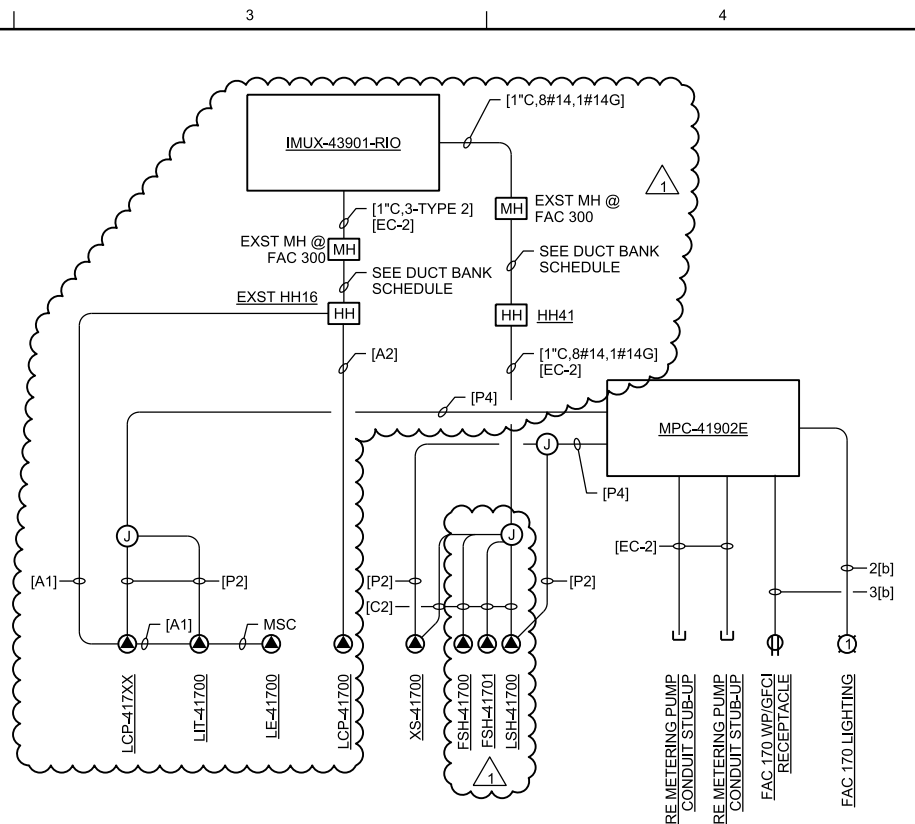 3
4
[1"C,8#14,1#14G]
IMUX-43901-RIO
1
[1"C,3-TYPE 2]
[EC-2]
MH
EXST MH @
FAC 300
EXST MH @
FAC 300
MH
SEE DUCT BANK
SCHEDULE
SEE DUCT BANK
SCHEDULE
EXST HH16
HH
HH
HH41
[A2]
[1"C,8#14,1#14G]
[EC-2]
[P4]
MPC-41902E
J
[P4]
J
J
[EC-2]
[A1]
[P2]
[P2]
[P2]
2[b]
3[b]
[C2]
[A1]
MSC
1
LCP-417XX
LIT-41700
LE-41700
LCP-41700
XS-41700
FSH-41700
FSH-41701
LSH-41700
RE METERING PUMP
CONDUIT STUB-UP
RE METERING PUMP
CONDUIT STUB-UP
FAC 170 WP/GFCI
RECEPTACLE
FAC 170 LIGHTING
1